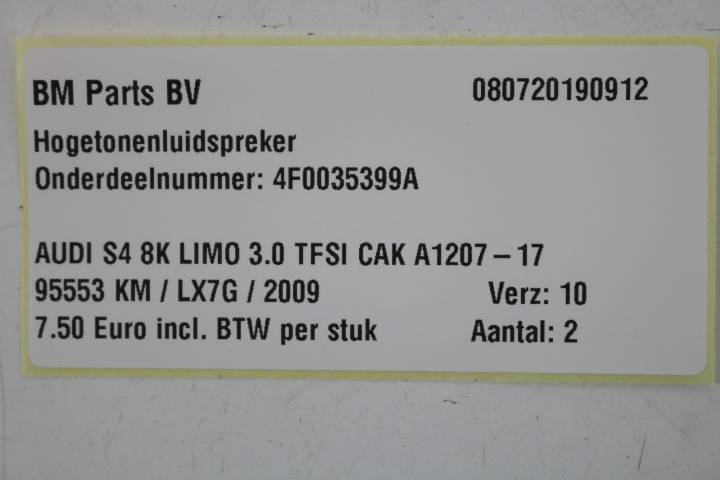 BM Parts BV 080720190912
Hogetonenluidspreker
Onderdeelnummer: 4F0035399A
AUDI S4 8K LIMO 3.0 TFSI CAK A1207 – 17
95553 KM / LX7G / 2009 Verz: 10
7.50 Euro incl. BTW per stuk Aantal: 2